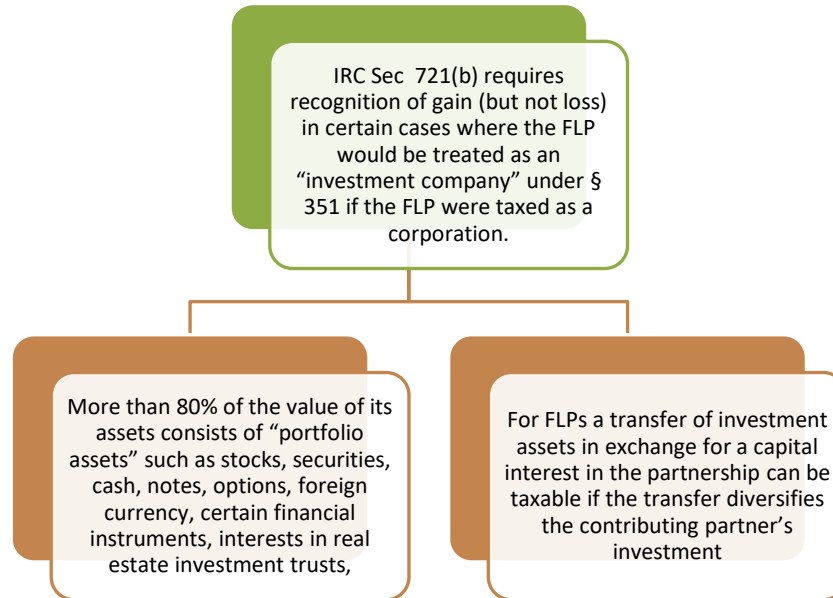 IRC Sec  721(b) requires
recognition of gain (but not loss)
in certain cases where the FLP
would be treated as an
“investment company” under §
351 if the FLP were taxed as a
corporation.
More than 80% of the value of its
assets consists of “portfolio
assets” such as stocks, securities,
cash, notes, options, foreign
currency, certain financial
instruments, interests in real
estate investment trusts,
For FLPs a transfer of investment
assets in exchange for a capital
interest in the partnership can be
taxable if the transfer diversifies
the contributing partner’s
investment